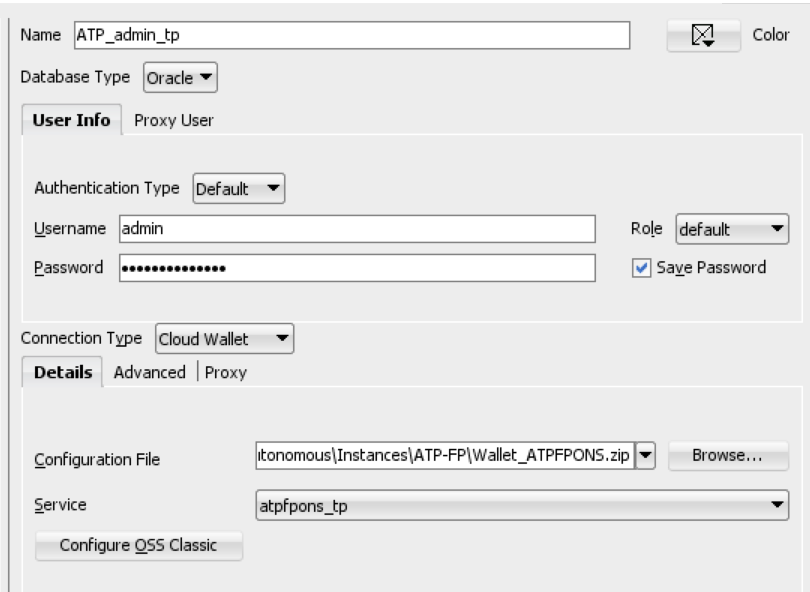 Name ATP_admin_tp Color
Database Type Oracle
User Info Proxy User
Authentication Type Default
Username admin Role default
Password •••••••••••••• Save Password
Connection Type Cloud Wallet
Details Advanced Proxy
Configuration File itonomous\Instances\ATP-FP\Wallet_ATPFPONS.zip Browse...
Service atpfpons_tp
Configure OSS Classic